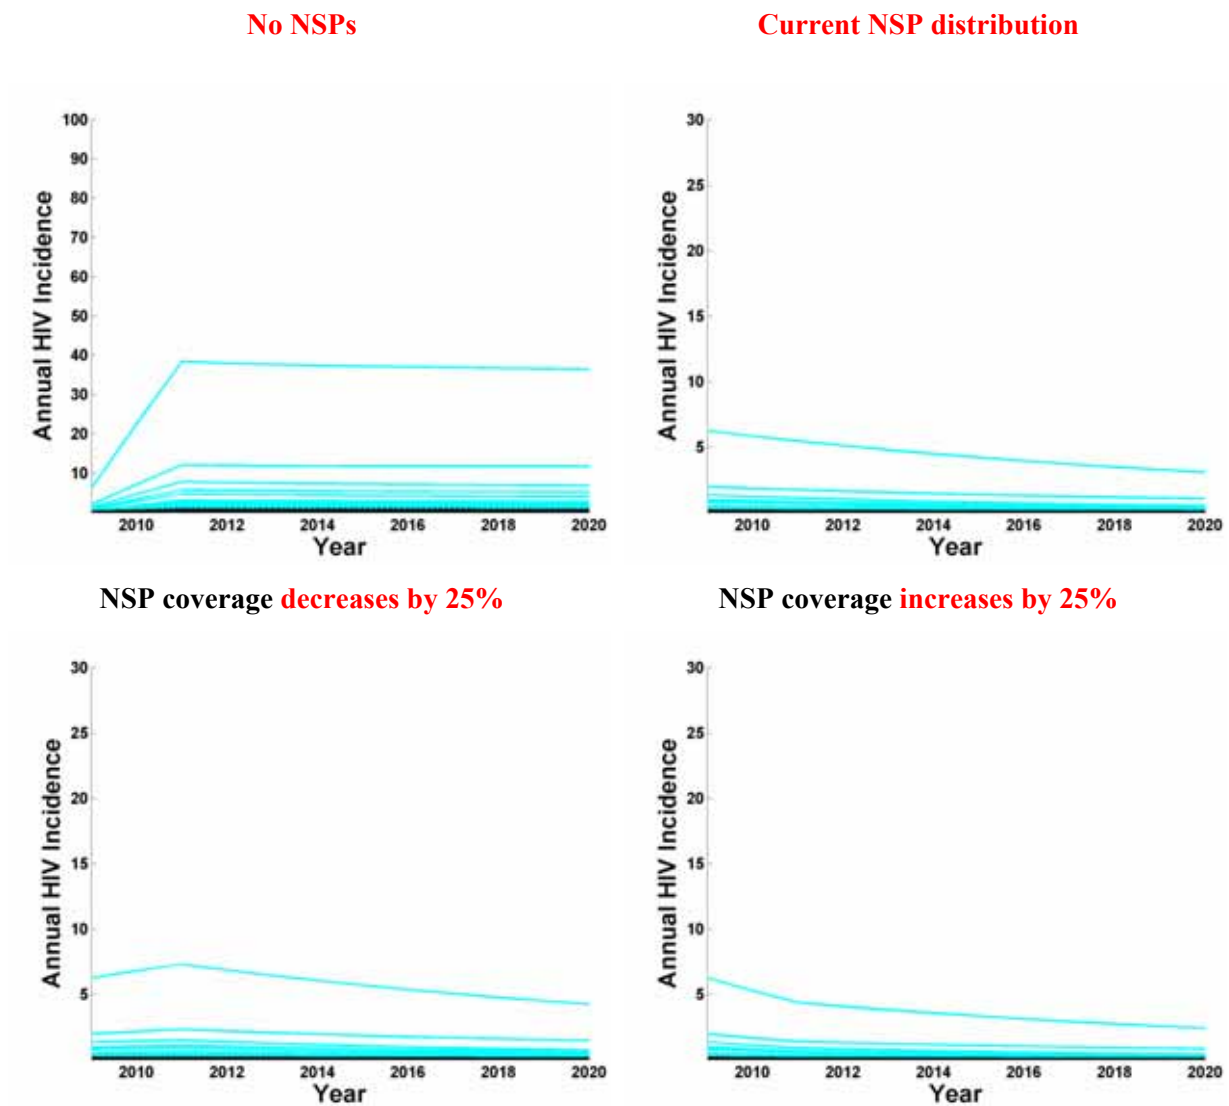 No NSPs
Current NSP distribution
100
90
80
70
60
50
40
30
20
10
Annual HIV Incidence
2010 2012 2014 2016 2018 2020
Year
30
25
20
15
10
5
Annual HIV Incidence
2010 2012 2014 2016 2018 2020
Year
NSP coverage decreases by 25%
NSP coverage increases by 25%
30
25
20
15
10
5
Annual HIV Incidence
2010 2012 2014 2016 2018 2020
Year
30
25
20
15
10
5
Annual HIV Incidence
2010 2012 2014 2016 2018 2020
Year